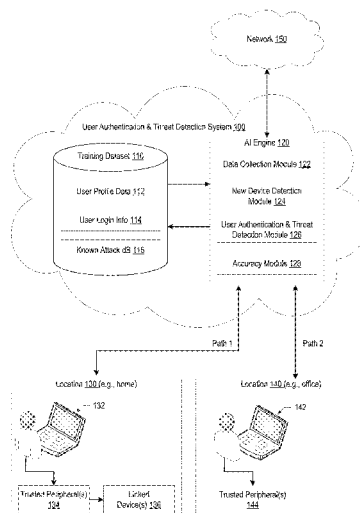 Network 150
User Authentication & Threat Detection System 100
Training Dataset 110
User Profile Data 112
User Login Info 114
Known Attack dB 116
AI Engine 120
Data Collection Module 122
New Device Detection
Module 124
User Authentication & Threat
Detection Module 126
Accuracy Module 128
Path 1
Path 2
Location 130 (e.g., home)
132
Trusted Peripheral(s)
134
Linked
Device(s) 136
Location 140 (e.g., office)
142
Trusted Peripheral(s)
144